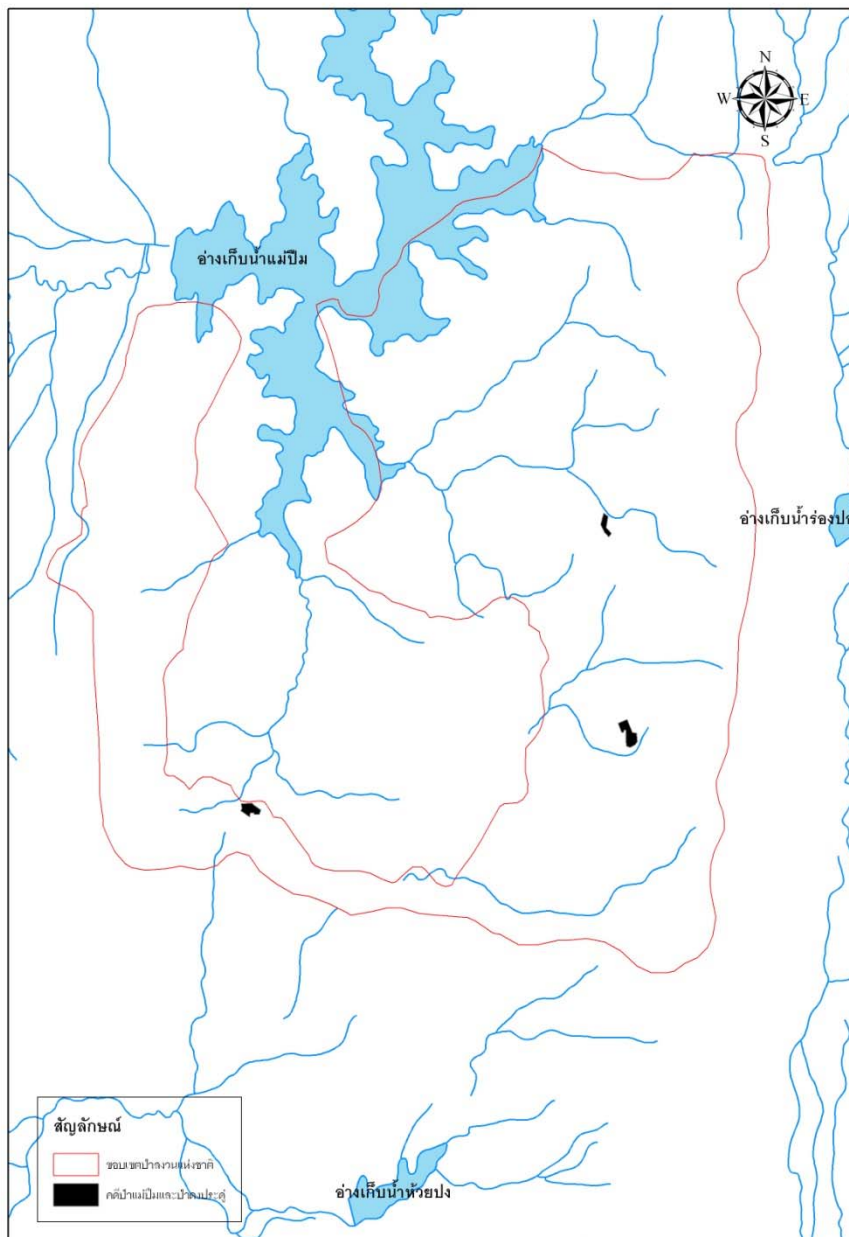 N
W E
S
อ่างเก็บน้ำแม่ปืม
อ่างเก็บน้ำร่องปอ
อ่างเก็บน้ำห้วยปง
สัญลักษณ์
ขอบเขตป่าสงวนแห่งชาติ
คดีป่าแม่ปืมและป่าดงประดู่